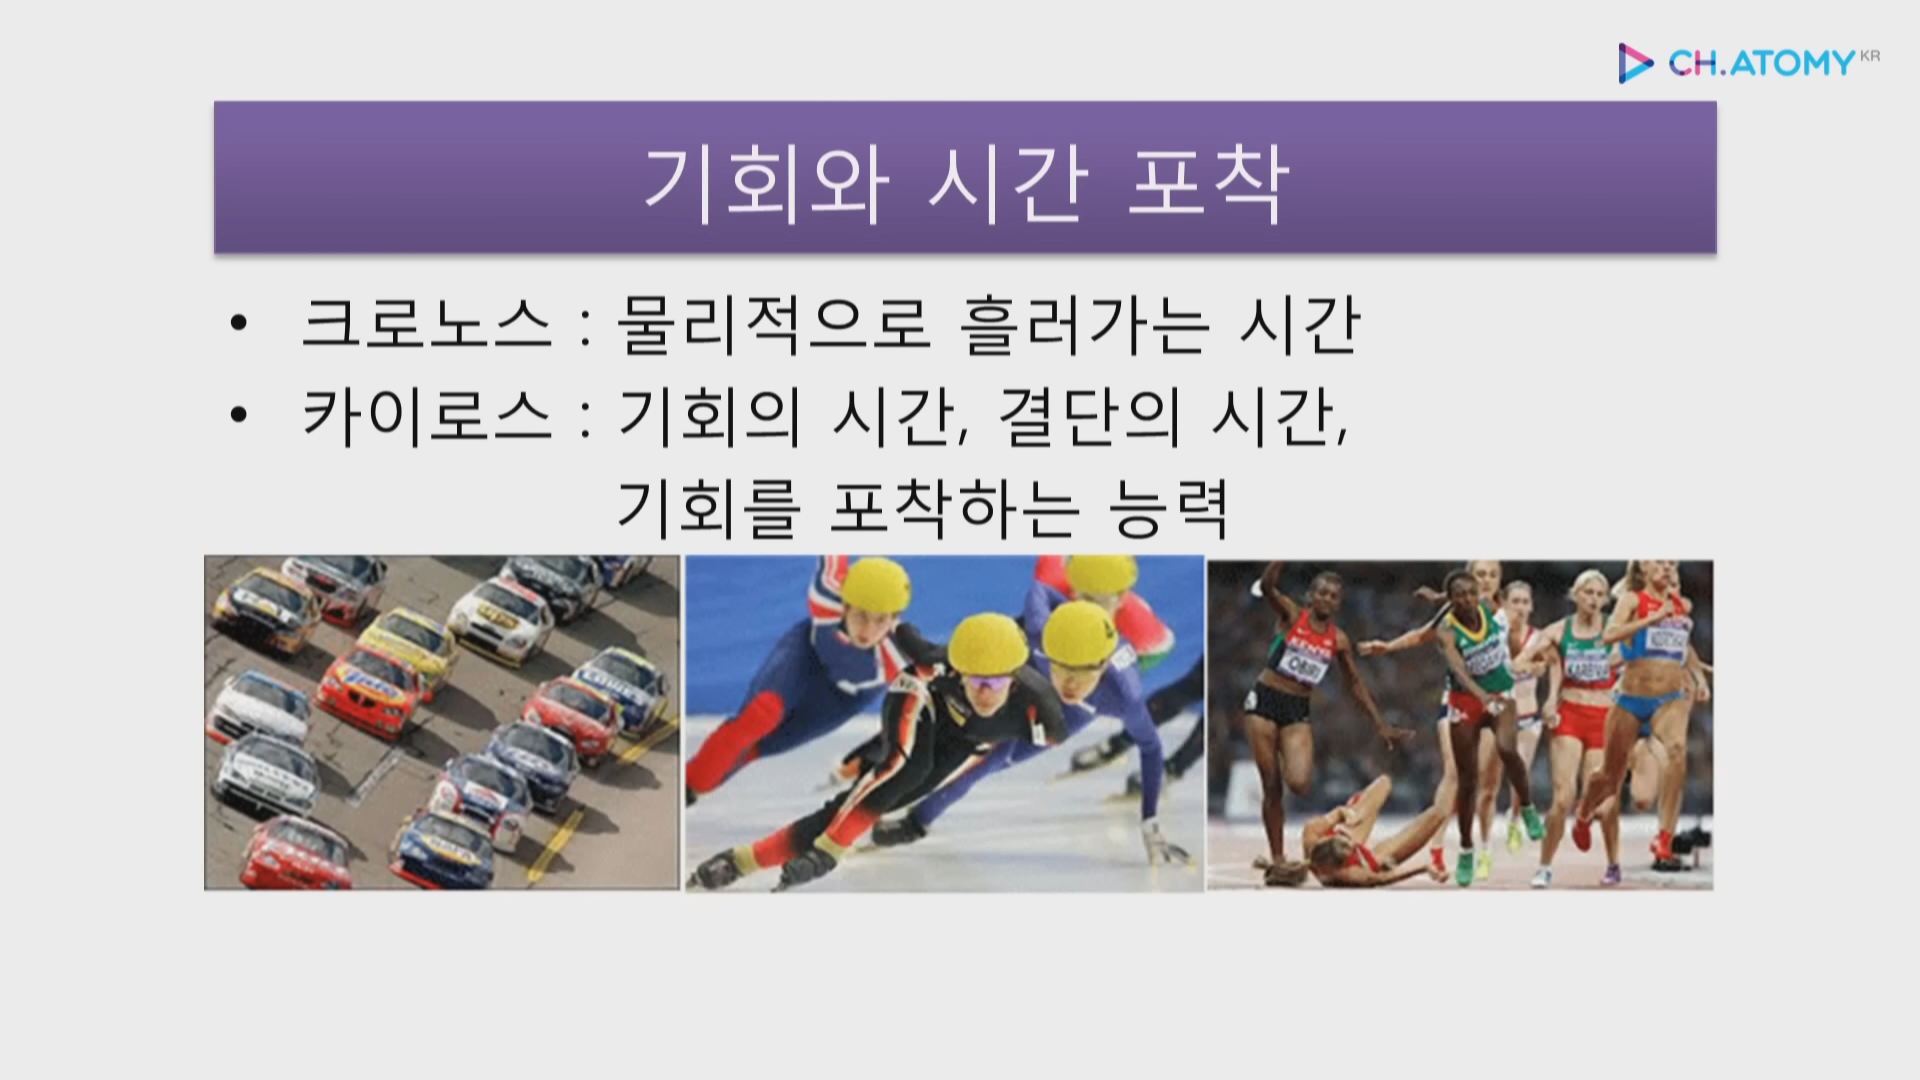 CH.ATOMY KR
기회와 시간 포착
• 크로노스 : 물리적으로 흘러가는 시간
• 카이로스 : 기회의 시간, 결단의 시간,
기회를 포착하는 능력
KENYA
OBIRI